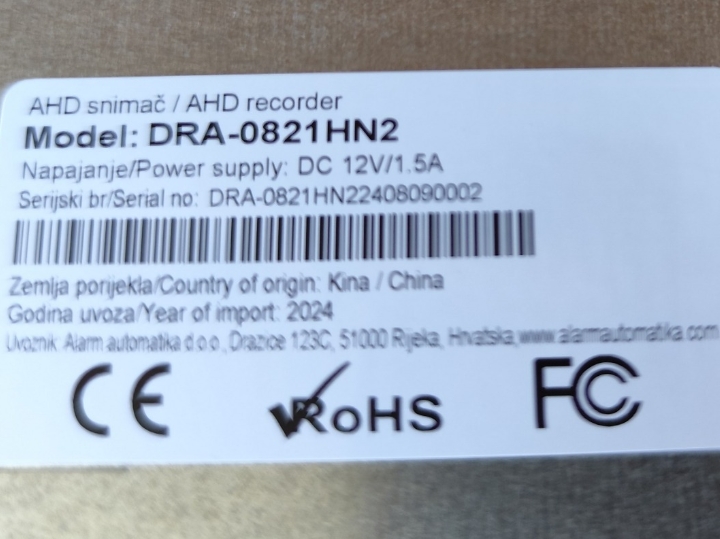 AHD snimač / AHD recorder
Model: DRA-0821HN2
Napajanje/Power supply: DC 12V/1.5A
Serijski br/Serial no: DRA-0821HN22408090002
Zemlja porijekla/Country of origin: Kina / China
Godina uvoza/Year of import: 2024
Uvoznik: Alarm automatika d.o.o., Drazice 123C, 51000 Rijeka, Hrvatska,www.alarmautomatika.com
CE RoHS FC